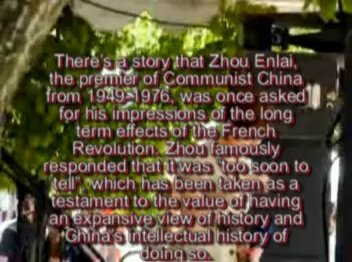 There's a story that Zhou Enlai,
the premier of Communist China
from 1949-1976, was once asked
for his impressions of the long
term effects of the French
Revolution. Zhou famously
responded that it was "too soon to
tell", which has been taken as a
testament to the value of having
an expansive view of history and
China's intellectual history of
doing so.